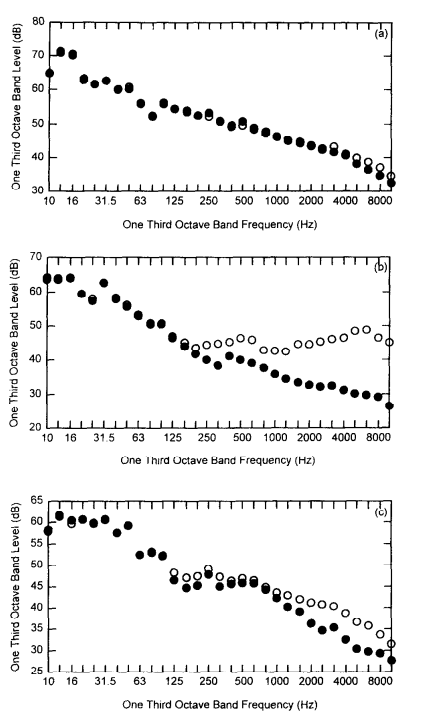 (a)
One Third Octave Band Level (dB)
80
70
60
50
40
30
10 16 31.5 63 125 250 500 1000 2000 4000 8000
One Third Octave Band Frequency (Hz)
(b)
One Third Octave Band Level (dB)
70
60
50
40
30
20
10 16 31.5 63 125 250 500 1000 2000 4000 8000
One Third Octave Band Frequency (Hz)
(c)
One Third Octave Band Level (dB)
65
60
55
50
45
40
35
30
25
10 16 31.5 63 125 250 500 1000 2000 4000 8000
One Third Octave Band Frequency (Hz)